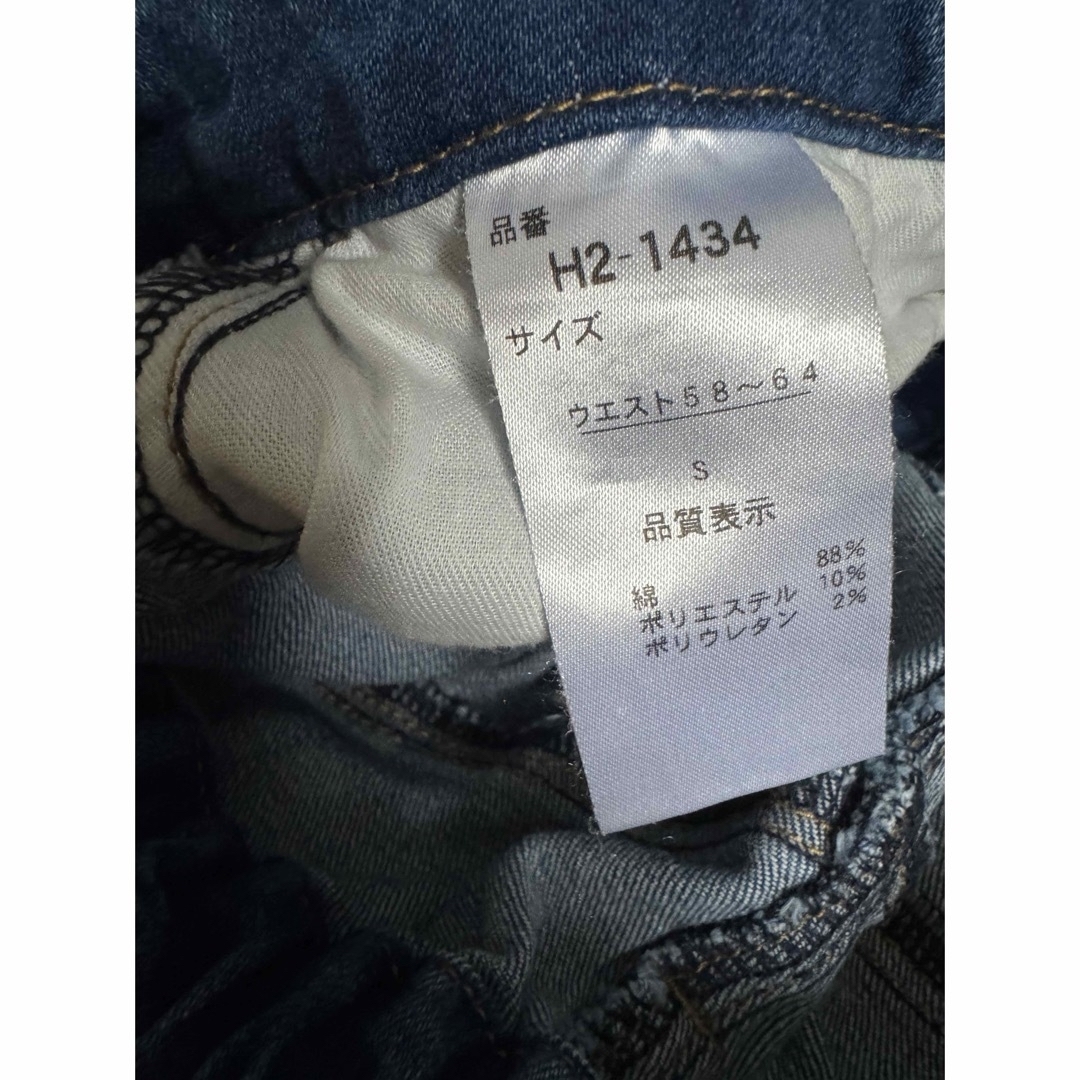 品番
H2-1434
サイズ
ウエスト58～64
S
品質表示
綿 88%
ポリエステル 10%
ポリウレタン 2%